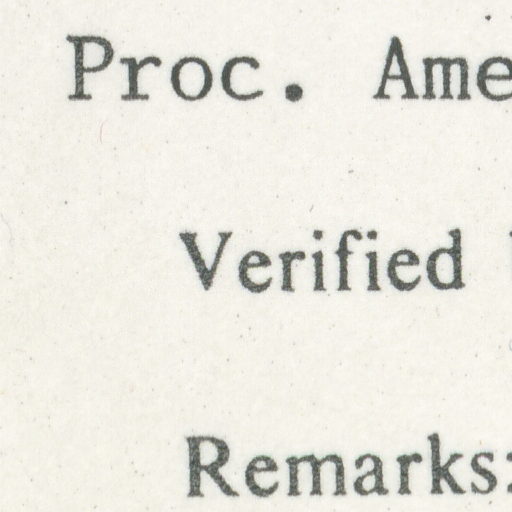 Proc. Ame
Verified
Remarks: